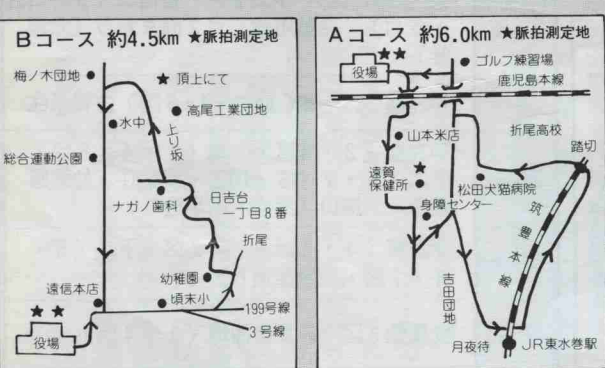 Bコース 約4.5km ★脈拍測定地
梅ノ木団地
★頂上にて
高尾工業団地
水中
上り坂
総合運動公園
ナガノ歯科
日吉台
一丁目8番
折尾
幼稚園
遠信本店
頃末小
199号線
3号線
★★
役場
Aコース 約6.0km ★脈拍測定地
★★
役場
ゴルフ練習場
鹿児島本線
山本米店
折尾高校
踏切
遠賀
保健所
★
松田犬猫病院
身障センター
筑豊本線
吉田団地
月夜待
JR東水巻駅